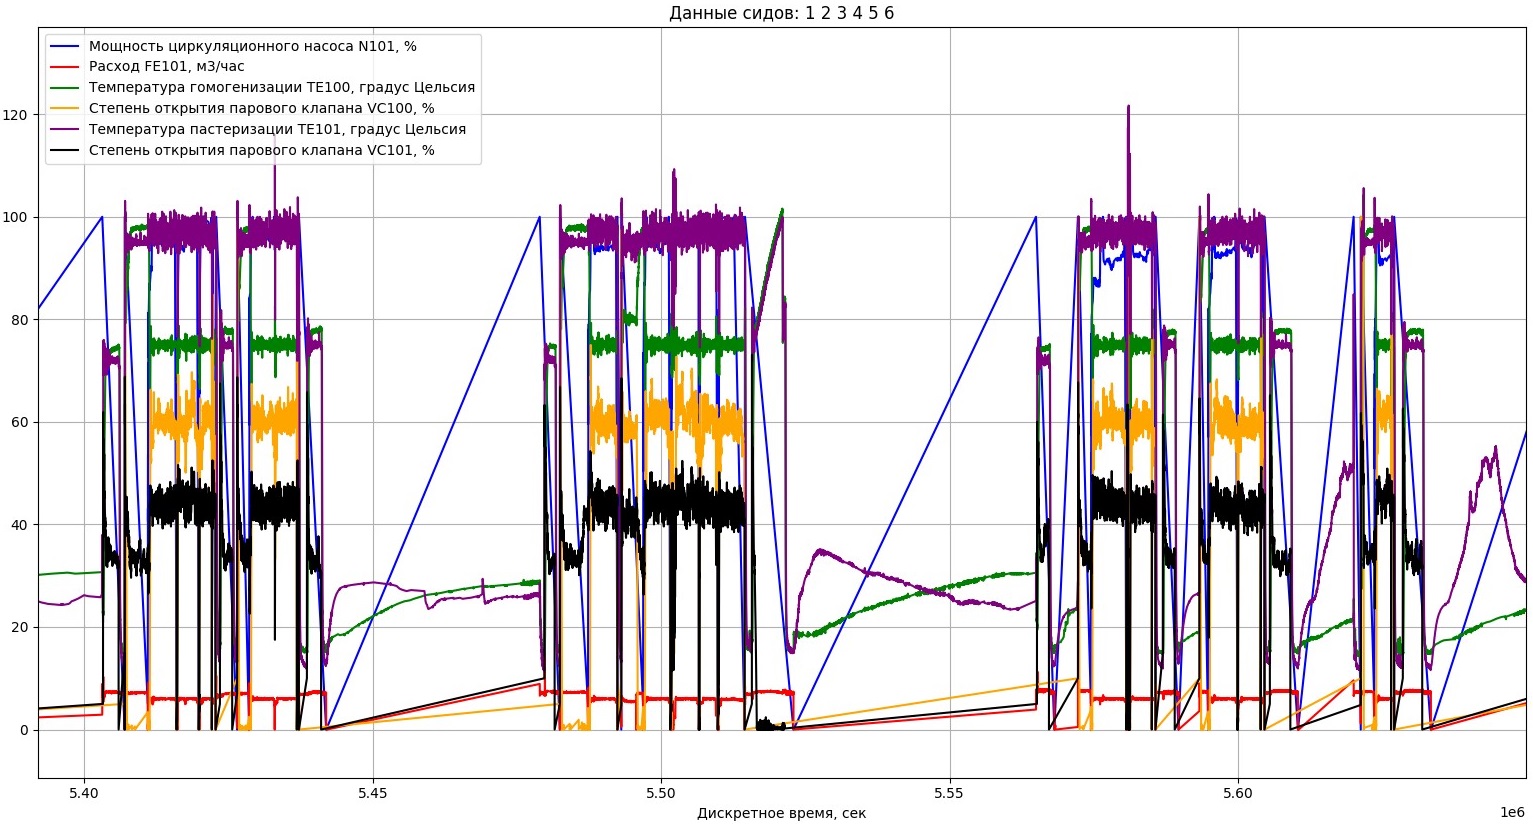 Данные сидов: 1 2 3 4 5 6
Мощность циркуляционного насоса N101, %
Расход FE101, м3/час
Температура гомогенизации TE100, градус Цельсия
Степень открытия парового клапана VC100, %
Температура пастеризации TE101, градус Цельсия
Степень открытия парового клапана VC101, %
120
100
80
60
40
20
0
5.40 5.45 5.50 5.55 5.60
1e6
Дискретное время, сек